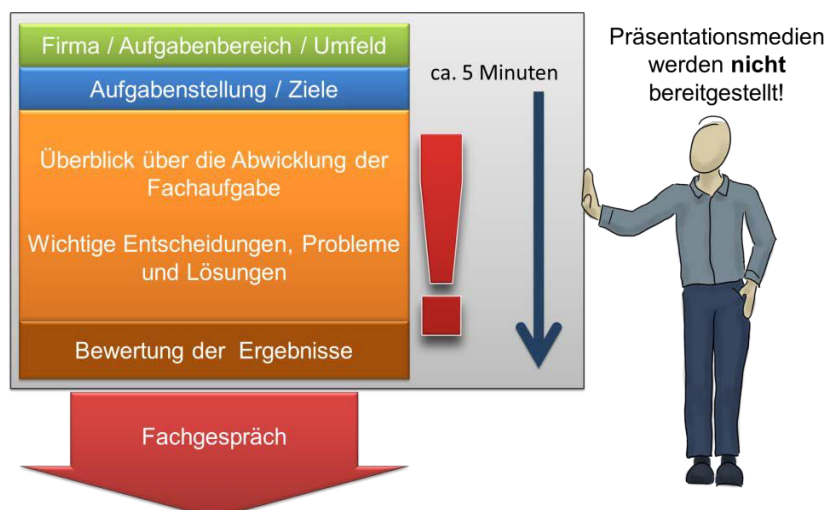 Firma / Aufgabenbereich / Umfeld
Aufgabenstellung / Ziele
Überblick über die Abwicklung der
Fachaufgabe
Wichtige Entscheidungen, Probleme
und Lösungen
Bewertung der Ergebnisse
Fachgespräch
ca. 5 Minuten
Präsentationsmedien
werden nicht
bereitgestellt!